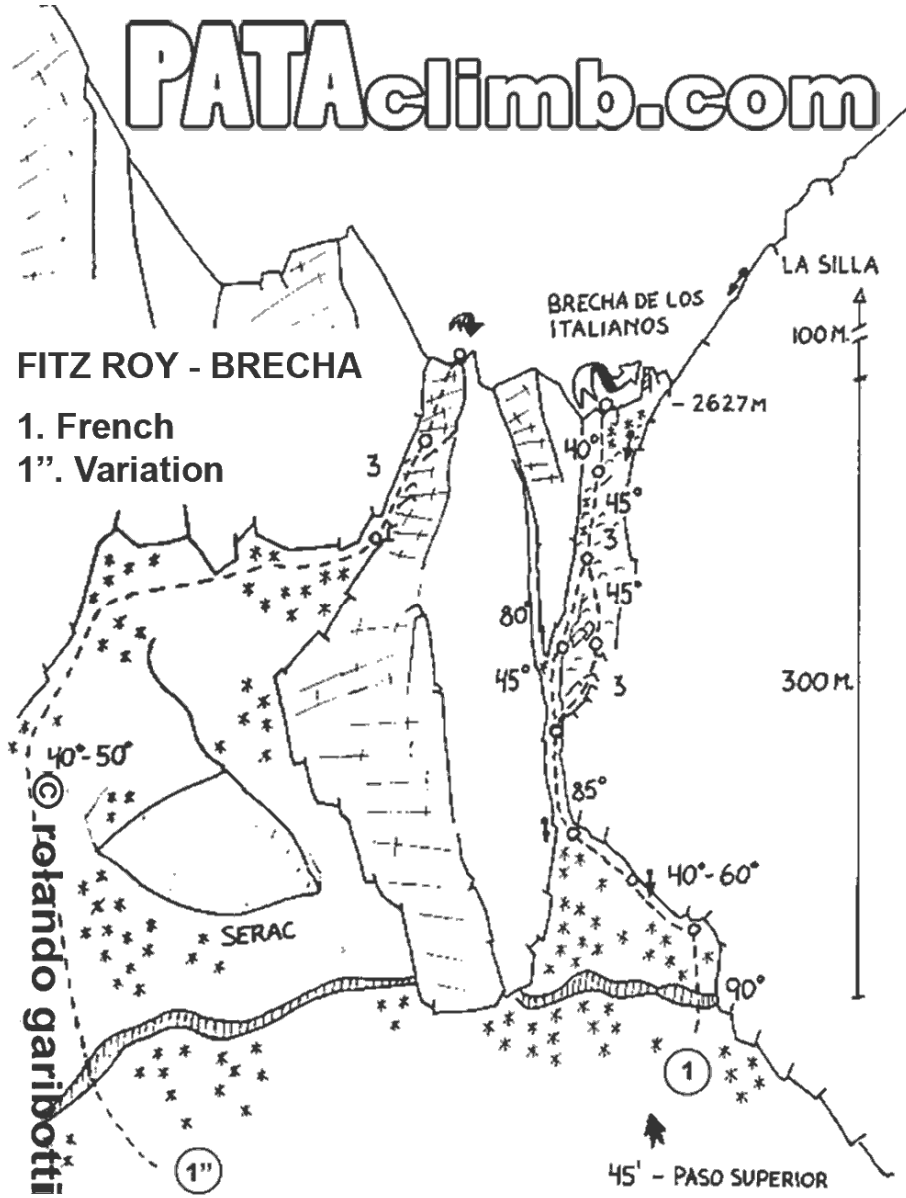 PATAclimb.com
LA SILLA
BRECHA DE LOS
ITALIANOS
100 M.
FITZ ROY - BRECHA
- 2627 M
1. French
1”. Variation
40°
3
45°
3
45°
80°
45°
3
300 M.
40°-50°
85°
40°-60°
SERAC
90°
1
1”
45' - PASO SUPERIOR
© rolando garibotti